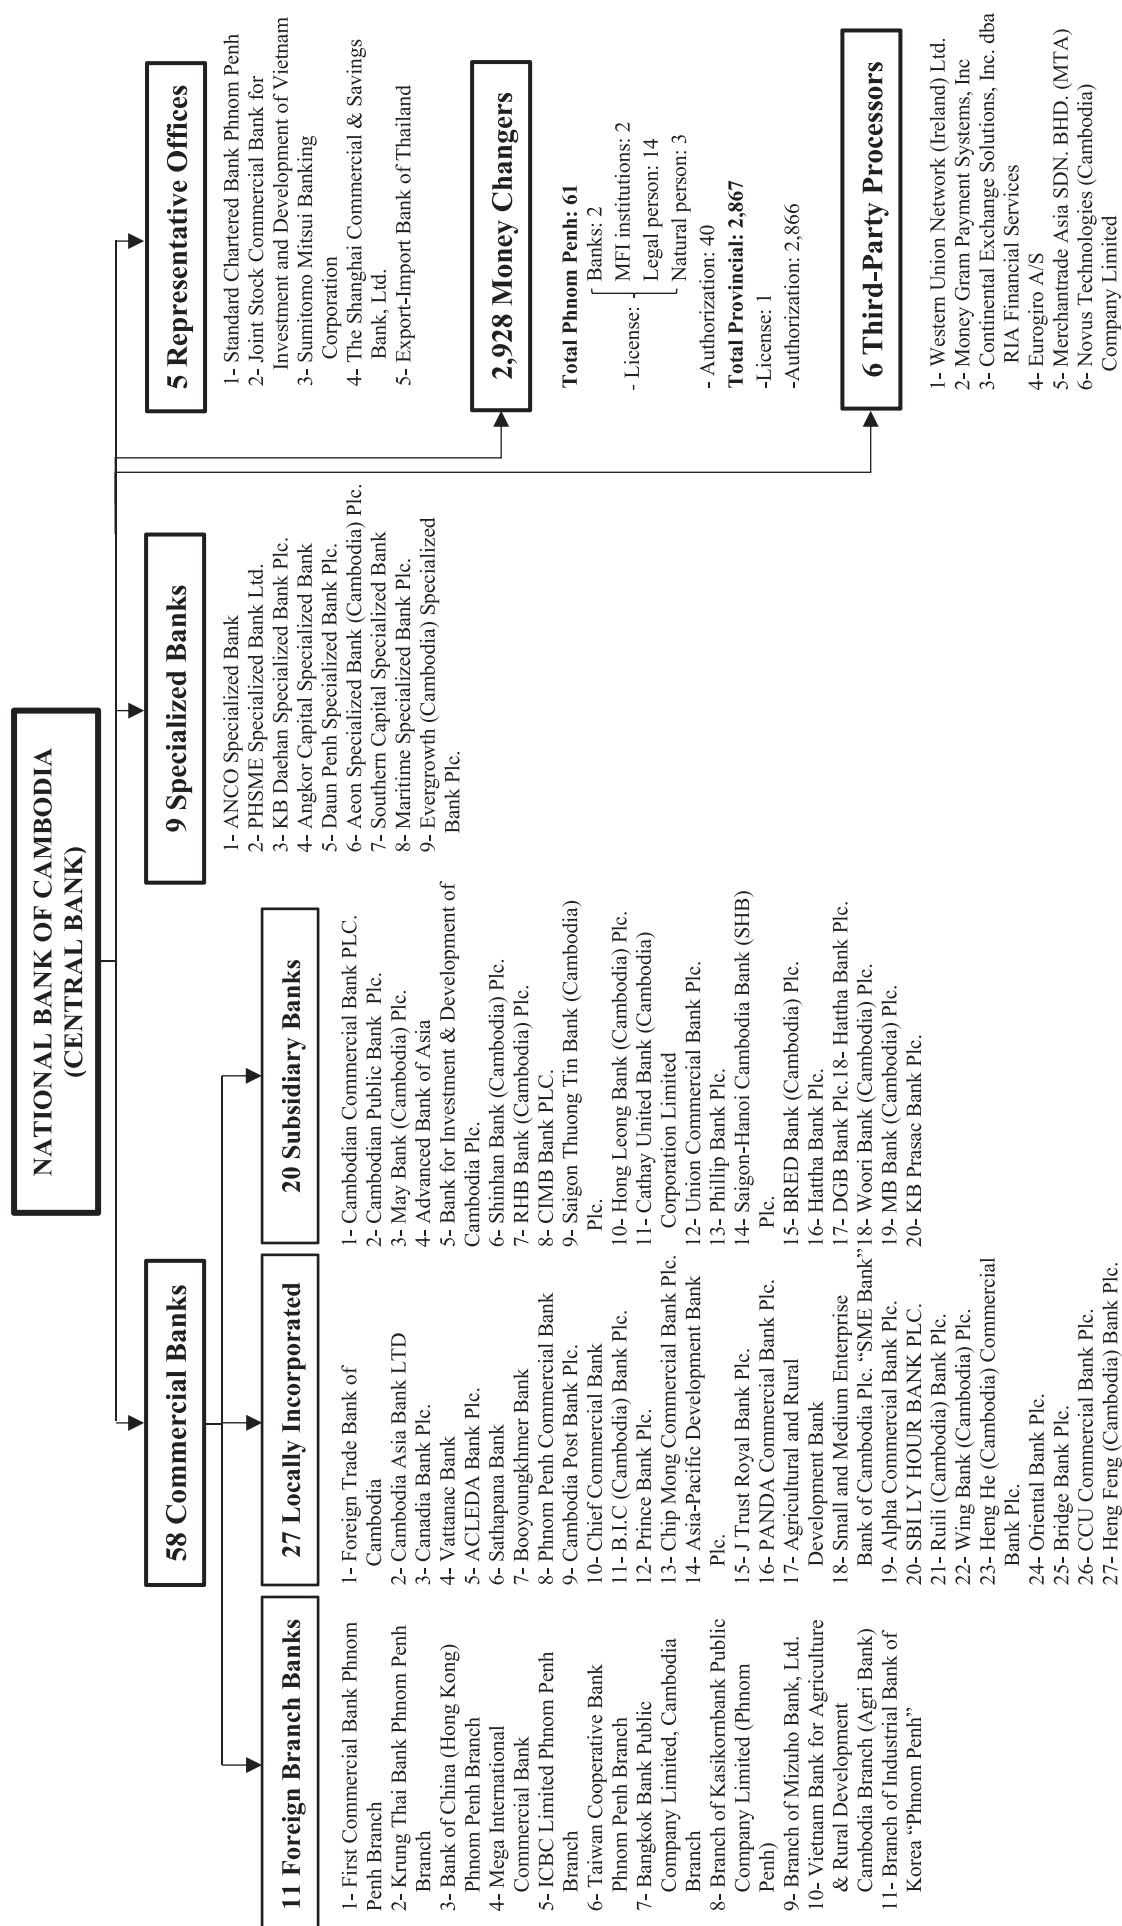 NATIONAL BANK OF CAMBODIA
(CENTRAL BANK)
58 Commercial Banks
11 Foreign Branch Banks
1- First Commercial Bank Phnom
Penh Branch
2- Krung Thai Bank Phnom Penh
Branch
3- Bank of China (Hong Kong)
Phnom Penh Branch
4- Mega International
Commercial Bank
5- ICBC Limited Phnom Penh
Branch
6- Taiwan Cooperative Bank
Phnom Penh Branch
7- Bangkok Bank Public
Company Limited, Cambodia
Branch
8- Branch of Kasikornbank Public
Company Limited (Phnom
Penh)
9- Branch of Mizuho Bank, Ltd.
10- Vietnam Bank for Agriculture
& Rural Development
Cambodia Branch (Agri Bank)
11- Branch of Industrial Bank of
Korea “Phnom Penh”
27 Locally Incorporated
1- Foreign Trade Bank of
Cambodia
2- Cambodia Asia Bank LTD
3- Canadia Bank Plc.
4- Vattanac Bank
5- ACLEDA Bank Plc.
6- Sathapana Bank
7- Booyoungkhmer Bank
8- Phnom Penh Commercial Bank
9- Cambodia Post Bank Plc.
10- Chief Commercial Bank
11- B.I.C (Cambodia) Bank Plc.
12- Prince Bank Plc.
13- Chip Mong Commercial Bank Plc.
14- Asia-Pacific Development Bank
Plc.
15- J Trust Royal Bank Plc.
16- PANDA Commercial Bank Plc.
17- Agricultural and Rural
Development Bank
18- Small and Medium Enterprise
Bank of Cambodia Plc. “SME Bank”
19- Alpha Commercial Bank Plc.
20- SBI LY HOUR BANK PLC.
21- Ruili (Cambodia) Bank Plc.
22- Wing Bank (Cambodia) Plc.
23- Heng He (Cambodia) Commercial
Bank Plc.
24- Oriental Bank Plc.
25- Bridge Bank Plc.
26- CCU Commercial Bank Plc.
27- Heng Feng (Cambodia) Bank Plc.
20 Subsidiary Banks
1- Cambodian Commercial Bank PLC.
2- Cambodian Public Bank Plc.
3- May Bank (Cambodia) Plc.
4- Advanced Bank of Asia
5- Bank for Investment & Development of
Cambodia Plc.
6- Shinhan Bank (Cambodia) Plc.
7- RHB Bank (Cambodia) Plc.
8- CIMB Bank PLC.
9- Saigon Thuong Tin Bank (Cambodia)
Plc.
10- Hong Leong Bank (Cambodia) Plc.
11- Cathay United Bank (Cambodia)
Corporation Limited
12- Union Commercial Bank Plc.
13- Phillip Bank Plc.
14- Saigon-Hanoi Cambodia Bank (SHB)
Plc.
15- BRED Bank (Cambodia) Plc.
16- Hattha Bank Plc.
17- DGB Bank Plc.18- Hattha Bank Plc.
18- Woori Bank (Cambodia) Plc.
19- MB Bank (Cambodia) Plc.
20- KB Prasac Bank Plc.
9 Specialized Banks
1- ANCO Specialized Bank
2- PHSME Specialized Bank Ltd.
3- KB Daehan Specialized Bank Plc.
4- Angkor Capital Specialized Bank
5- Daun Penh Specialized Bank Plc.
6- Aeon Specialized Bank (Cambodia) Plc.
7- Southern Capital Specialized Bank
8- Maritime Specialized Bank Plc.
9- Evergrowth (Cambodia) Specialized
Bank Plc.
5 Representative Offices
1- Standard Chartered Bank Phnom Penh
2- Joint Stock Commercial Bank for
Investment and Development of Vietnam
3- Sumitomo Mitsui Banking
Corporation
4- The Shanghai Commercial & Savings
Bank, Ltd.
5- Export-Import Bank of Thailand
2,928 Money Changers
Total Phnom Penh: 61
- License: -
Banks: 2
MFI institutions: 2
Legal person: 14
Natural person: 3
- Authorization: 40
Total Provincial: 2,867
-License: 1
-Authorization: 2,866
6 Third-Party Processors
1- Western Union Network (Ireland) Ltd.
2- Money Gram Payment Systems, Inc
3- Continental Exchange Solutions, Inc. dba
RIA Financial Services
4- Eurogiro A/S
5- Merchantrade Asia SDN. BHD. (MTA)
6- Novus Technologies (Cambodia)
Company Limited